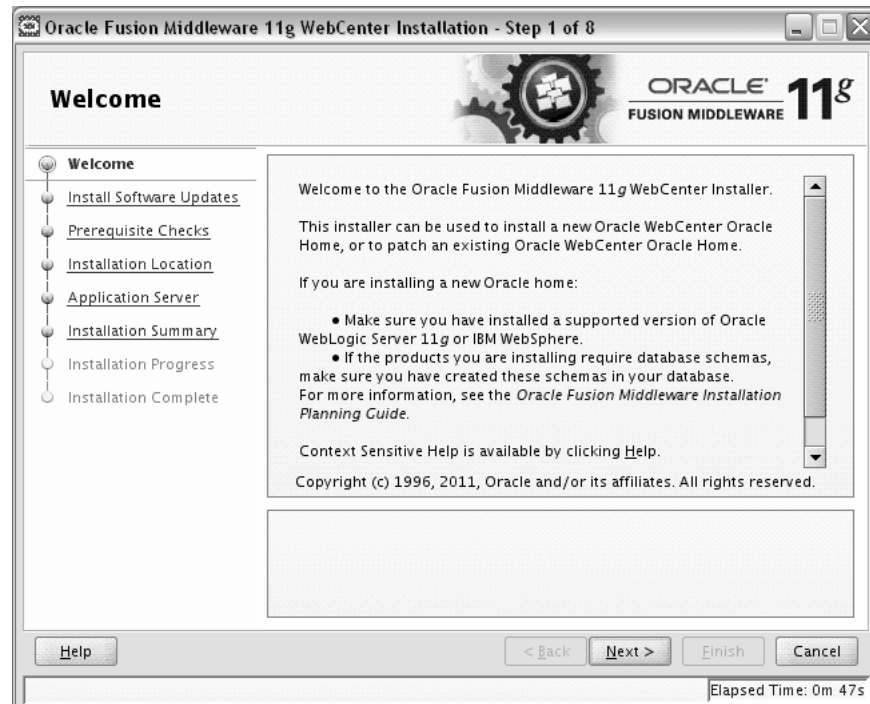 Oracle Fusion Middleware 11g WebCenter Installation - Step 1 of 8
Welcome
ORACLE
FUSION MIDDLEWARE
11g
Welcome
Install Software Updates
Prerequisite Checks
Installation Location
Application Server
Installation Summary
Installation Progress
Installation Complete
Welcome to the Oracle Fusion Middleware 11g WebCenter Installer.
This installer can be used to install a new Oracle WebCenter Oracle
Home, or to patch an existing Oracle WebCenter Oracle Home.
If you are installing a new Oracle home:
● Make sure you have installed a supported version of Oracle
WebLogic Server 11g or IBM WebSphere.
● If the products you are installing require database schemas,
make sure you have created these schemas in your database.
For more information, see the Oracle Fusion Middleware Installation
Planning Guide.
Context Sensitive Help is available by clicking Help.
Copyright (c) 1996, 2011, Oracle and/or its affiliates. All rights reserved.
Help
< Back
Next >
Finish
Cancel
Elapsed Time: 0m 47s